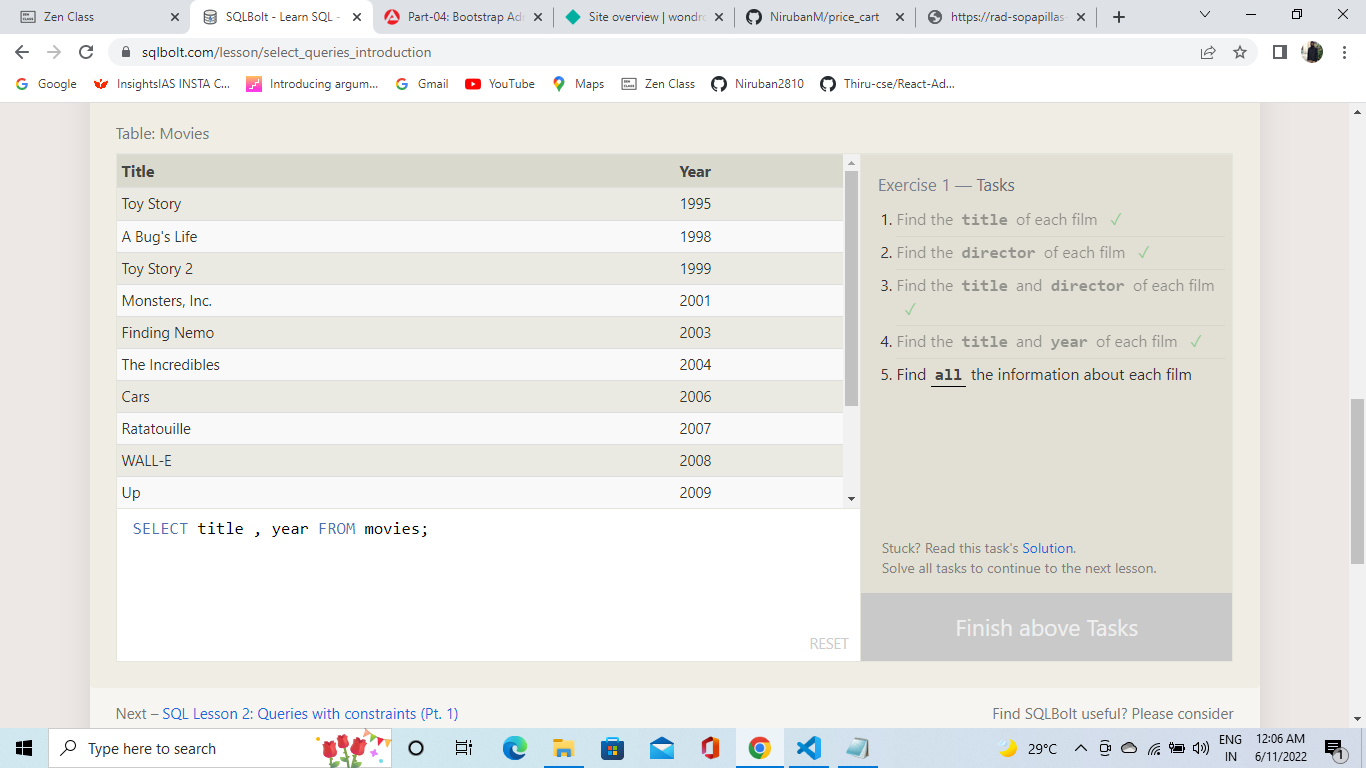 Zen Class
SQLBolt - Learn SQL -
Part-04: Bootstrap Ad
Site overview | wondr
NirubanM/price_cart
https://rad-sopapillas-
sqlbolt.com/lesson/select_queries_introduction
Google
InsightsIAS INSTA C...
Introducing argum...
Gmail
YouTube
Maps
Zen Class
Niruban2810
Thiru-cse/React-Ad...
Table: Movies
Title Year
Toy Story 1995
A Bug's Life 1998
Toy Story 2 1999
Monsters, Inc. 2001
Finding Nemo 2003
The Incredibles 2004
Cars 2006
Ratatouille 2007
WALL-E 2008
Up 2009
SELECT title , year FROM movies;
RESET
Exercise 1 — Tasks
1. Find the title of each film ✓
2. Find the director of each film ✓
3. Find the title and director of each film
✓
4. Find the title and year of each film ✓
5. Find all the information about each film
Stuck? Read this task's Solution.
Solve all tasks to continue to the next lesson.
Finish above Tasks
Next – SQL Lesson 2: Queries with constraints (Pt. 1)
Find SQLBolt useful? Please consider
Type here to search
29°C
ENG
IN
12:06 AM
6/11/2022
1